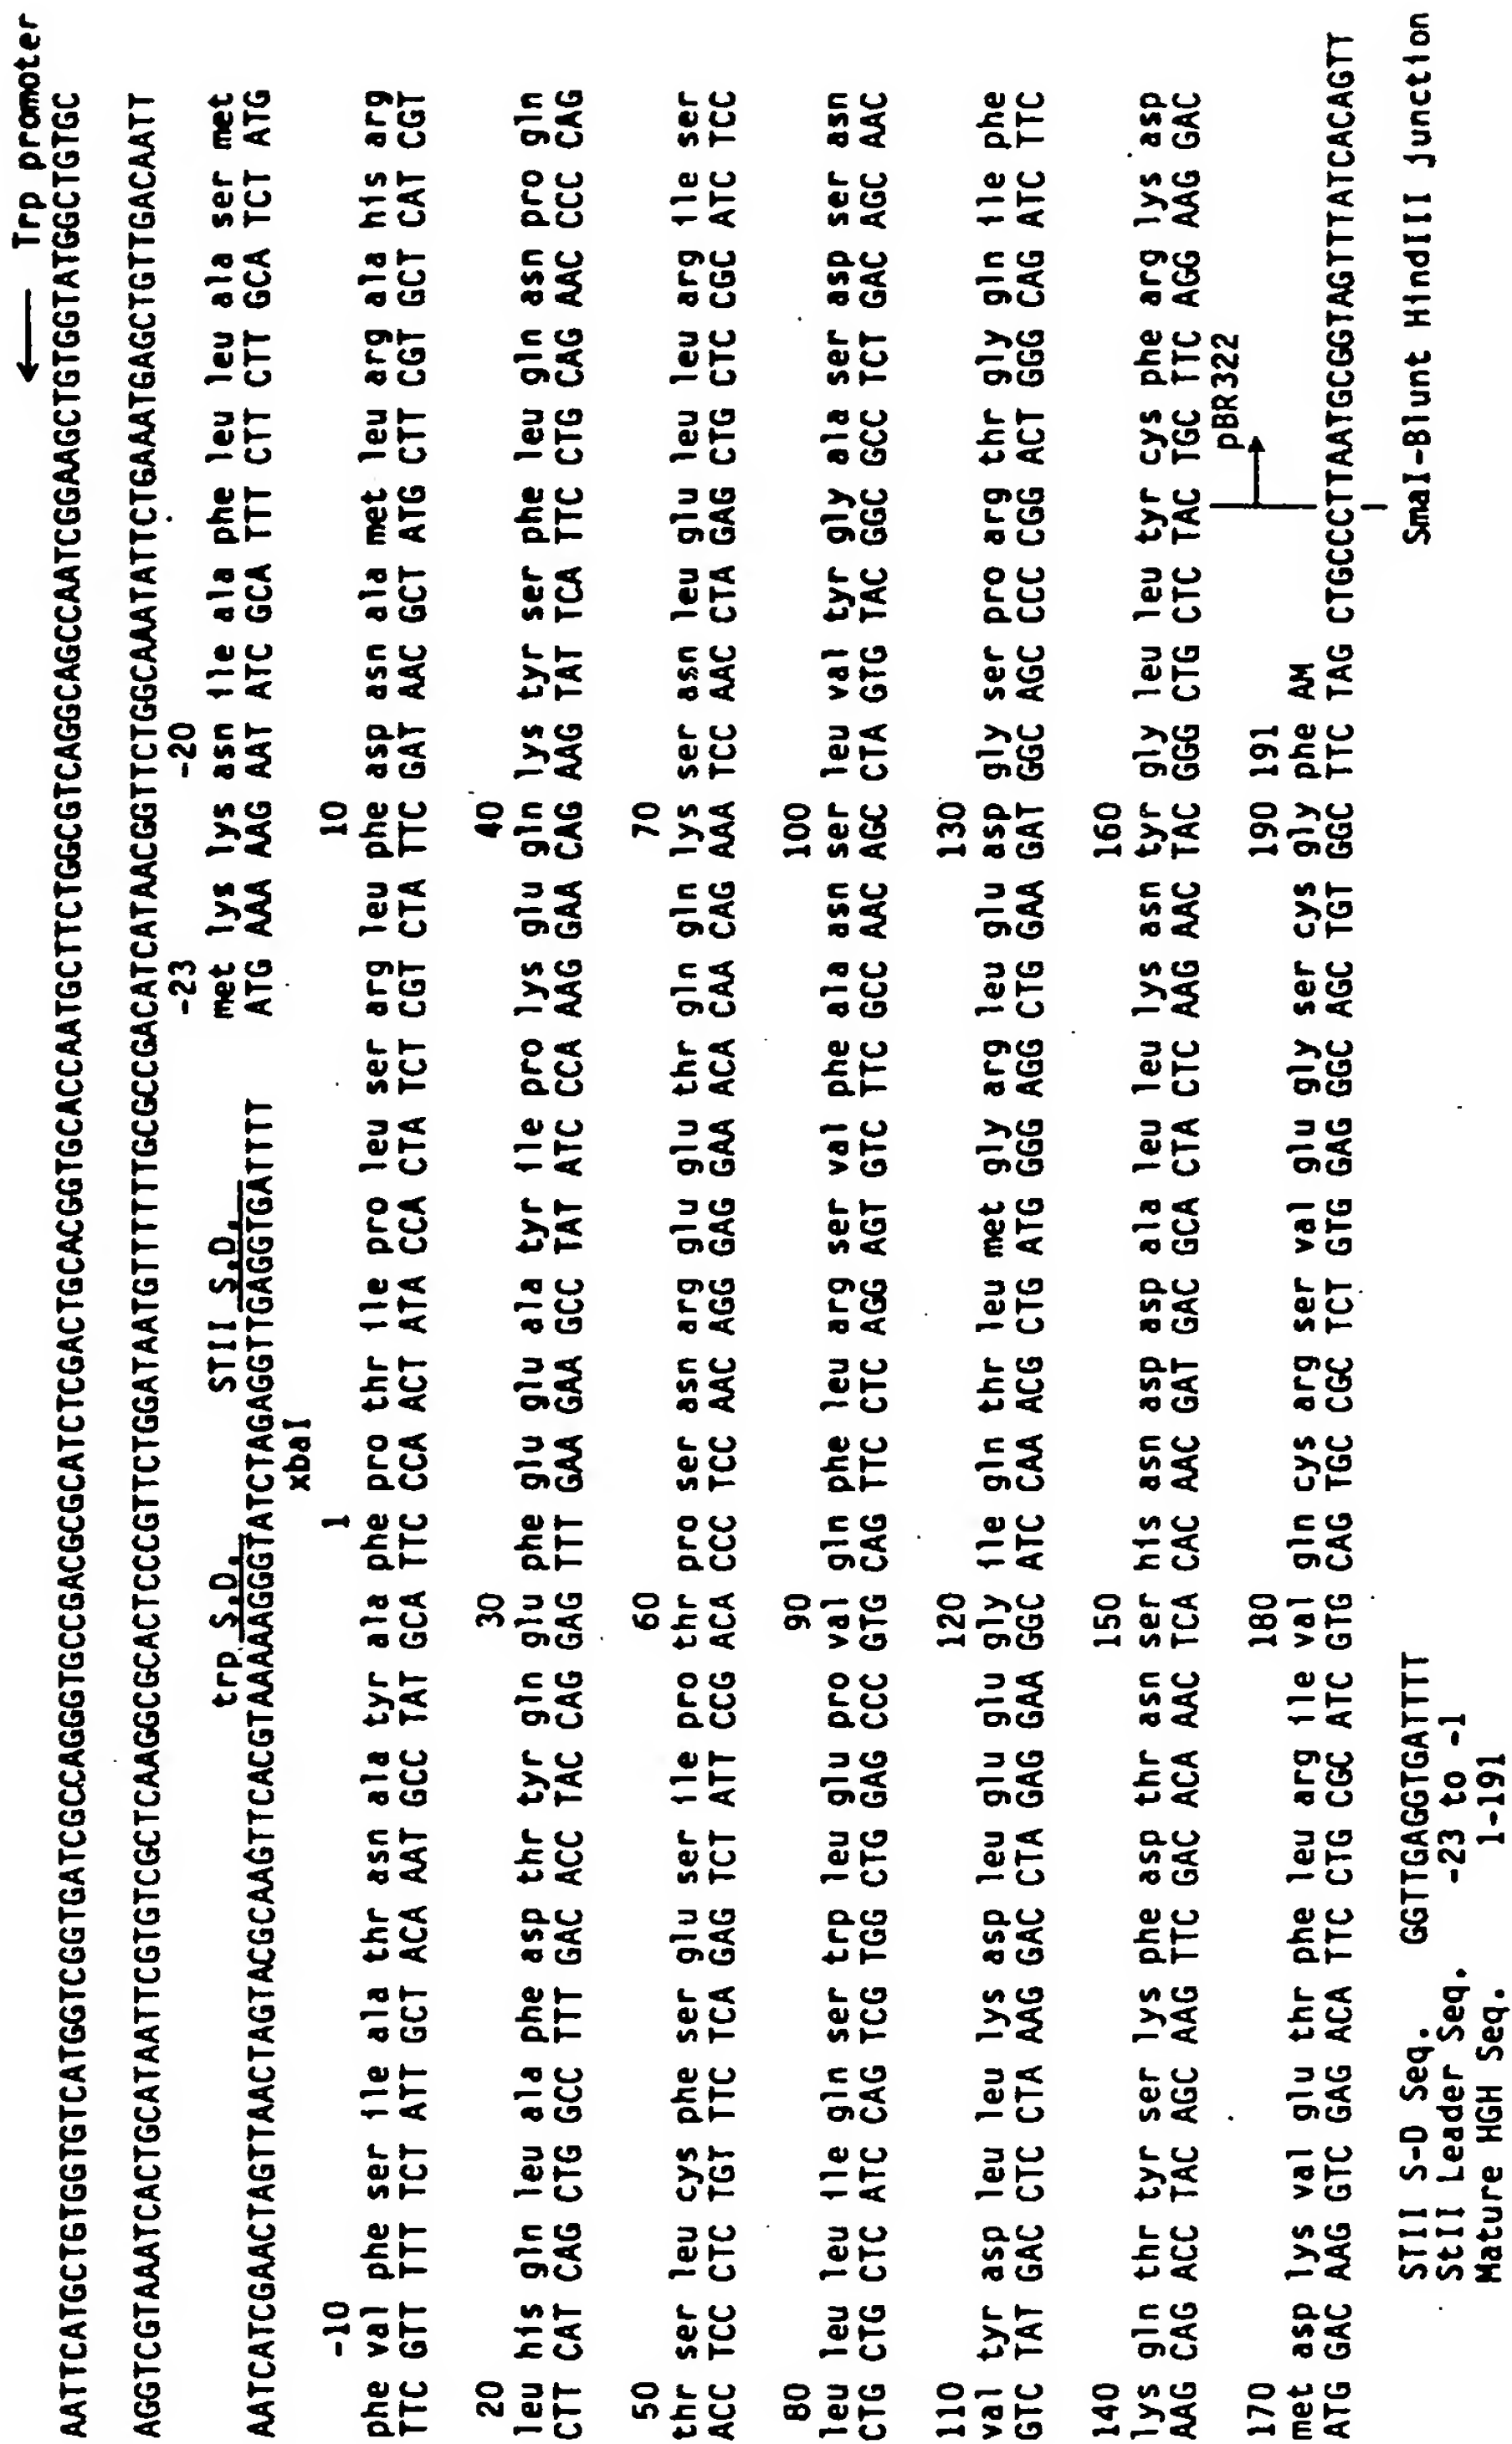 ← Trp promoter
AATTCATGCTGTGGTGTCATGGTCGGTGATCGCCAGGGTGCCGACGCGCATCTCGACTGCACGGTGCACCAATGCTTCTGGCGTCAGGCAGCCAATCGGAAGCTGTGGTATGGCTGTGC
AGGTCGTAAATCACTGCATAATTCGTGTCGCTCAAGGCGCACTCCCGTTCTGGATAATGTTTTTTGCGCCGACATCATAACGGTTCTGGCAAATATTCTGAAATGAGCTGTTGACAATT
-23 -20
trp S.D. STII S.D. met lys lys asn ile ala phe leu leu ala ser met
AATCATCGAACTAGTTAACTAGTACGCAAGTTCACGTAAAAAGGGTATCTAGAGGTTGAGGTGATTTT ATG AAA AAG AAT ATC GCA TTT CTT CTT GCA TCT ATG
xbaI
-10 1 10
phe val phe ser ile ala thr asn ala tyr ala phe pro thr ile pro leu ser arg leu phe asp asn ala met leu arg ala his arg
TTC GTT TTT TCT ATT GCT ACA AAT GCC TAT GCA TTC CCA ACT ATA CCA CTA TCT CGT CTA TTC GAT AAC GCT ATG CTT CGT GCT CAT CGT
20 30 40
leu his gln leu ala phe asp thr tyr gln glu phe glu glu ala tyr ile pro lys glu gln lys tyr ser phe leu gln asn pro gln
CTT CAT CAG CTG GCC TTT GAC ACC TAC CAG GAG TTT GAA GAA GCC TAT ATC CCA AAG GAA CAG AAG TAT TCA TTC CTG CAG AAC CCC CAG
50 60 70
thr ser leu cys phe ser glu ser ile pro thr pro ser asn arg glu glu thr gln gln lys ser asn leu glu leu leu arg ile ser
ACC TCC CTC TGT TTC TCA GAG TCT ATT CCG ACA CCC TCC AAC AGG GAG GAA ACA CAA CAG AAA TCC AAC CTA GAG CTG CTC CGC ATC TCC
80 90 100
leu leu leu ile gln ser trp leu glu pro val gln phe leu arg ser val phe ala asn ser leu val tyr gly ala ser asp ser asn
CTG CTG CTC ATC CAG TCG TGG CTG GAG CCC GTG CAG TTC CTC AGG AGT GTC TTC GCC AAC AGC CTA GTG TAC GGC GCC TCT GAC AGC AAC
110 120 130
val tyr asp leu leu lys asp leu glu glu gly ile gln thr leu met gly arg leu glu asp gly ser pro arg thr gly gln ile phe
GTC TAT GAC CTC CTA AAG GAC CTA GAG GAA GGC ATC CAA ACG CTG ATG GGG AGG CTG GAA GAT GGC AGC CCC CGG ACT GGG CAG ATC TTC
140 150 160
lys gln thr tyr ser lys phe asp thr asn ser his asn asp asp ala leu leu lys asn tyr gly leu leu tyr cys phe arg lys asp
AAG CAG ACC TAC AGC AAG TTC GAC ACA AAC TCA CAC AAC GAT GAC GCA CTA CTC AAG AAC TAC GGG CTG CTC TAC TGC TTC AGG AAG GAC
pBR322
170 180 190 191
met asp lys val glu thr phe leu arg ile val gln cys arg ser val glu gly ser cys gly phe AM
ATG GAC AAG GTC GAG ACA TTC CTG CGC ATC GTG CAG TGC CGC TCT GTG GAG GGC AGC TGT GGC TTC TAG CTGCCCTTAATGCGGTAGTTTATCACAGTT
SmaI-Blunt HindIII junction
STII S-D Seq. GGTTGAGGTGATTTT
StII Leader Seq. -23 to -1
Mature HGH Seq. 1-191